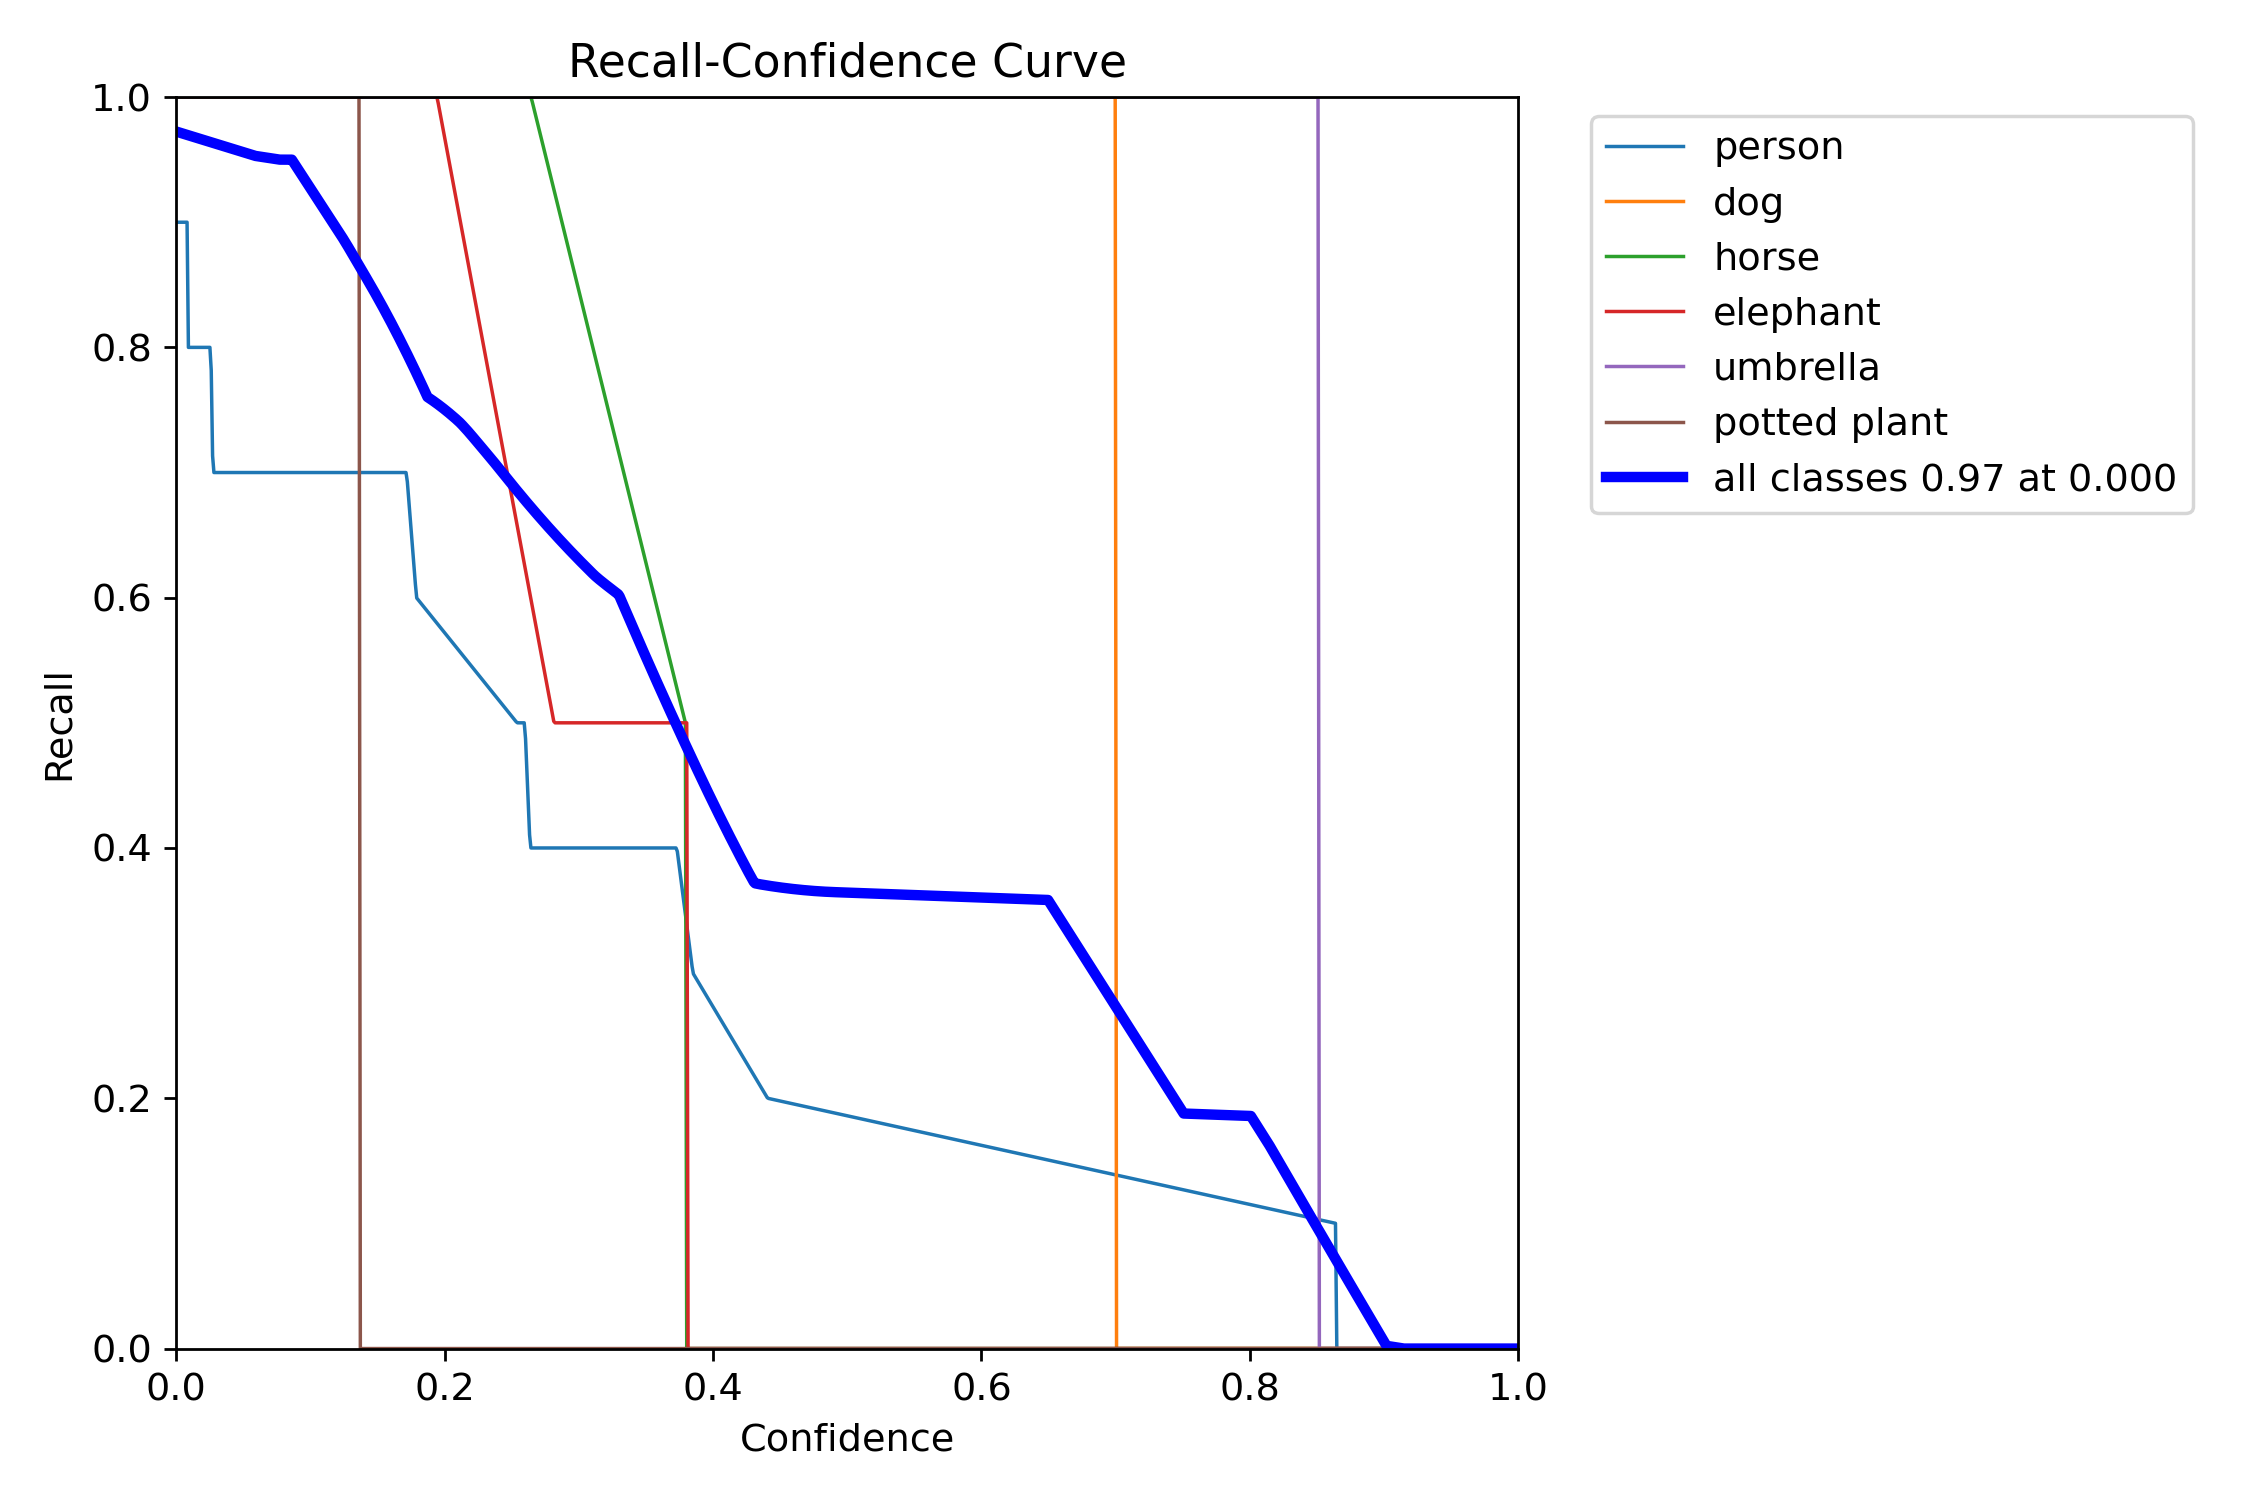 Recall-Confidence Curve
1.0
0.8
0.6
0.4
0.2
0.0
Recall
0.0 0.2 0.4 0.6 0.8 1.0
Confidence
person
dog
horse
elephant
umbrella
potted plant
all classes 0.97 at 0.000